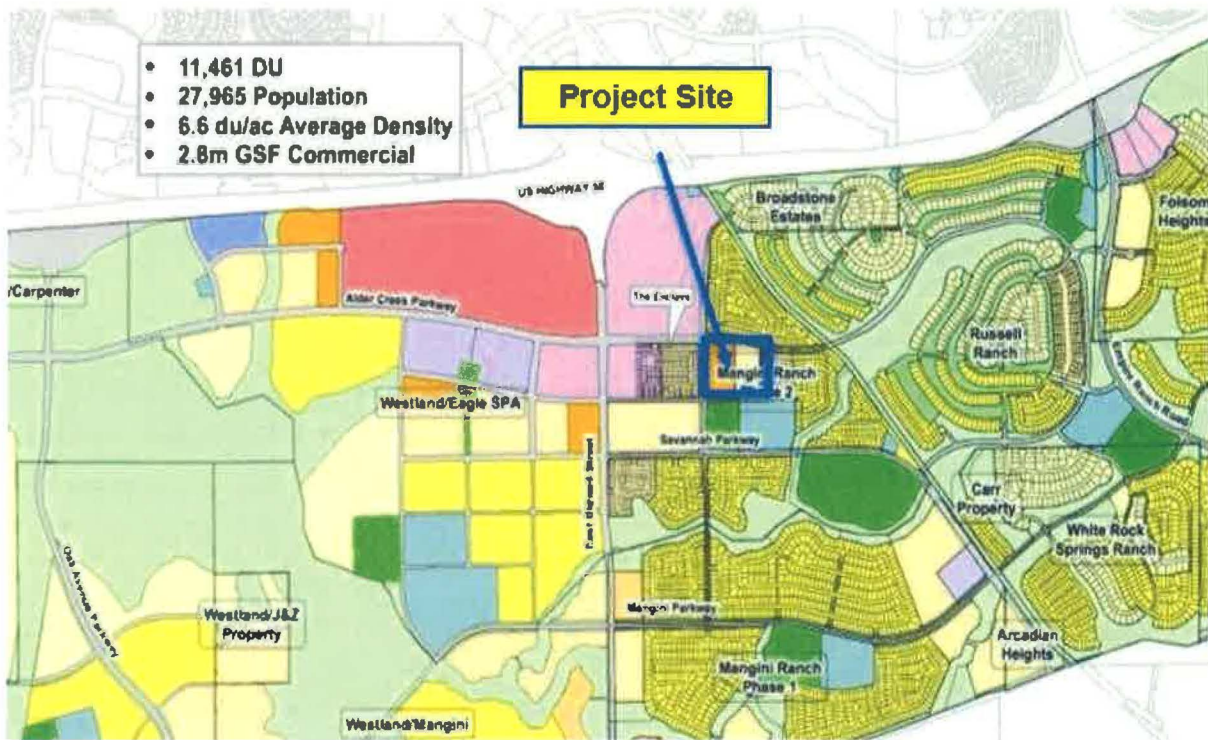 • 11,461 DU
• 27,965 Population
• 6.6 du/ac Average Density
• 2.8m GSF Commercial
Project Site
US HIGHWAY 50
Broadstone
Estates
Folsom
Heights
/Carpenter
Alder Creek Parkway
The Enclave
Russell
Ranch
Mangini Ranch
Phase 2
Empire Ranch Road
Westland/Eagle SPA
Savannah Parkway
East Bidwell Street
Carr
Property
White Rock
Springs Ranch
Oak Avenue Parkway
Westland/J&Z
Property
Mangini Parkway
Arcadian
Heights
Mangini Ranch
Phase 1
Westland/Mangini